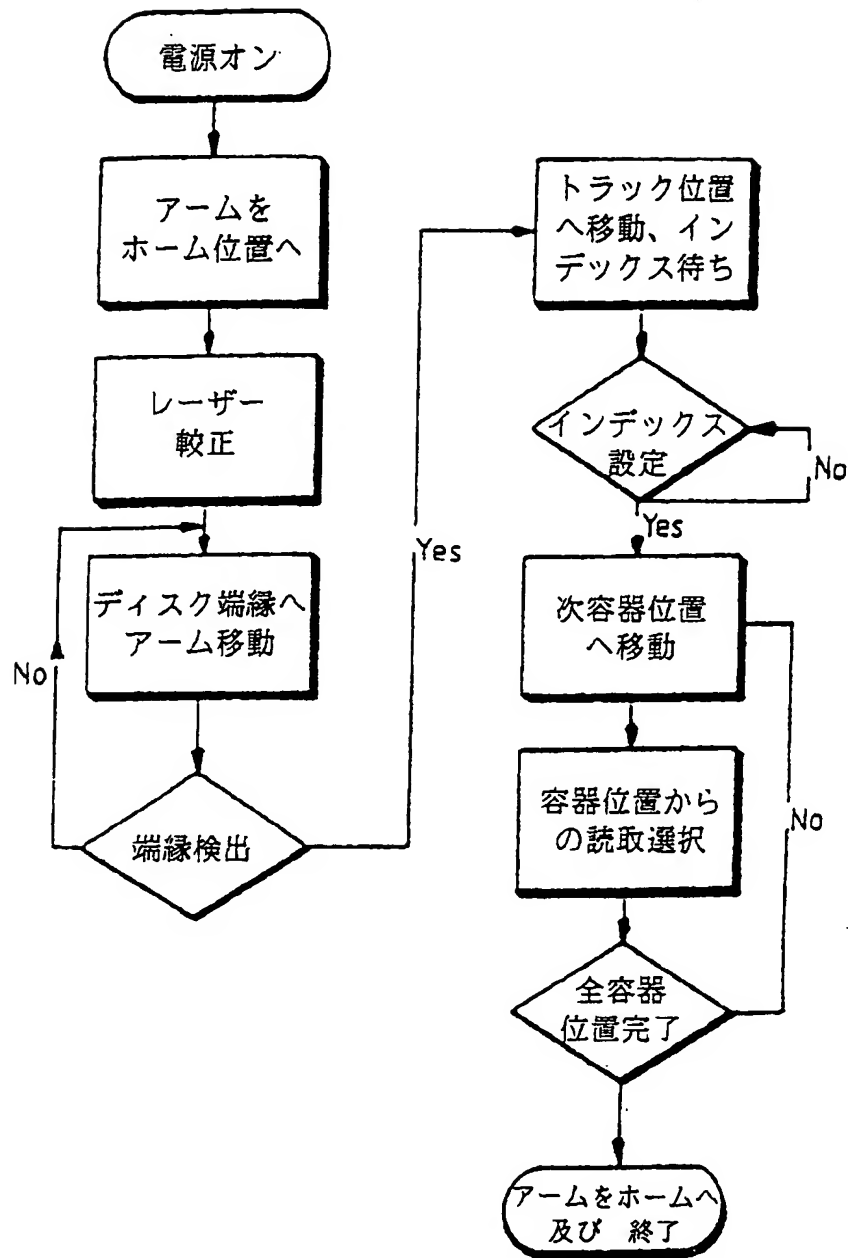 電源オン
アームを
ホーム位置へ
レーザー
較正
ディスク端縁へ
アーム移動
No
端縁検出
Yes
トラック位置
へ移動、イン
デックス待ち
インデックス
設定
No
Yes
次容器位置
へ移動
容器位置から
の読取選択
No
全容器
位置完了
アームをホームへ
及び 終了